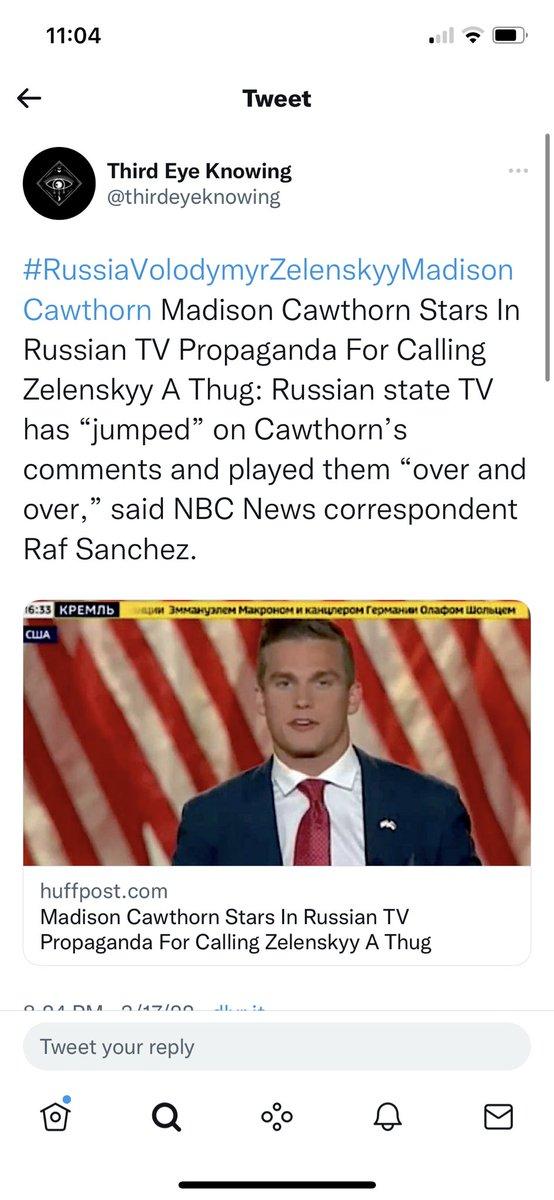 11:04
Tweet
Third Eye Knowing
@thirdeyeknowing
#RussiaVolodymyrZelenskyyMadison
Cawthorn Madison Cawthorn Stars In
Russian TV Propaganda For Calling
Zelenskyy A Thug: Russian state TV
has “jumped” on Cawthorn’s
comments and played them “over and
over,” said NBC News correspondent
Raf Sanchez.
16:33 КРЕМЛЬ Эммануэлем Макроном и канцлером Германии Олафом Шольцем
США
huffpost.com
Madison Cawthorn Stars In Russian TV
Propaganda For Calling Zelenskyy A Thug
Tweet your reply